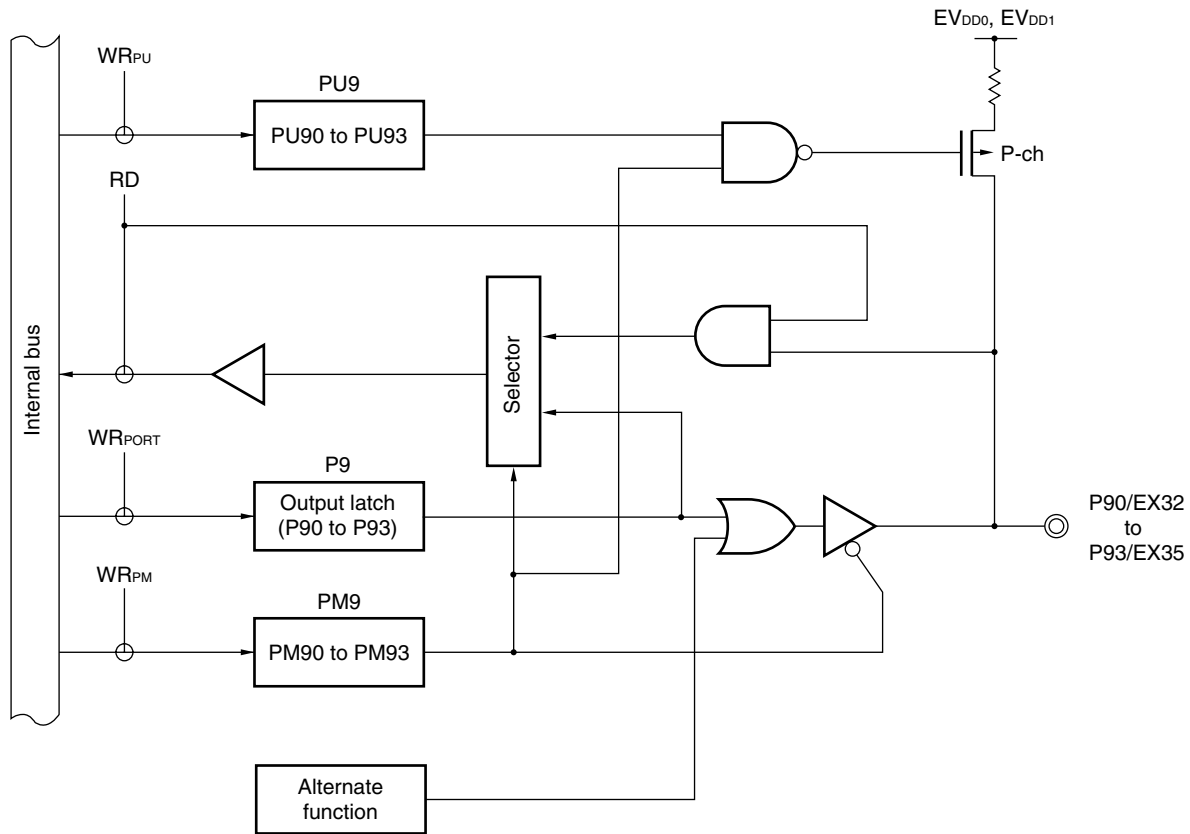 EVDD0, EVDD1
WRPU
PU9
PU90 to PU93
P-ch
RD
Internal bus
Selector
WRPORT
P9
Output latch
(P90 to P93)
P90/EX32
to
P93/EX35
WRPM
PM9
PM90 to PM93
Alternate
function